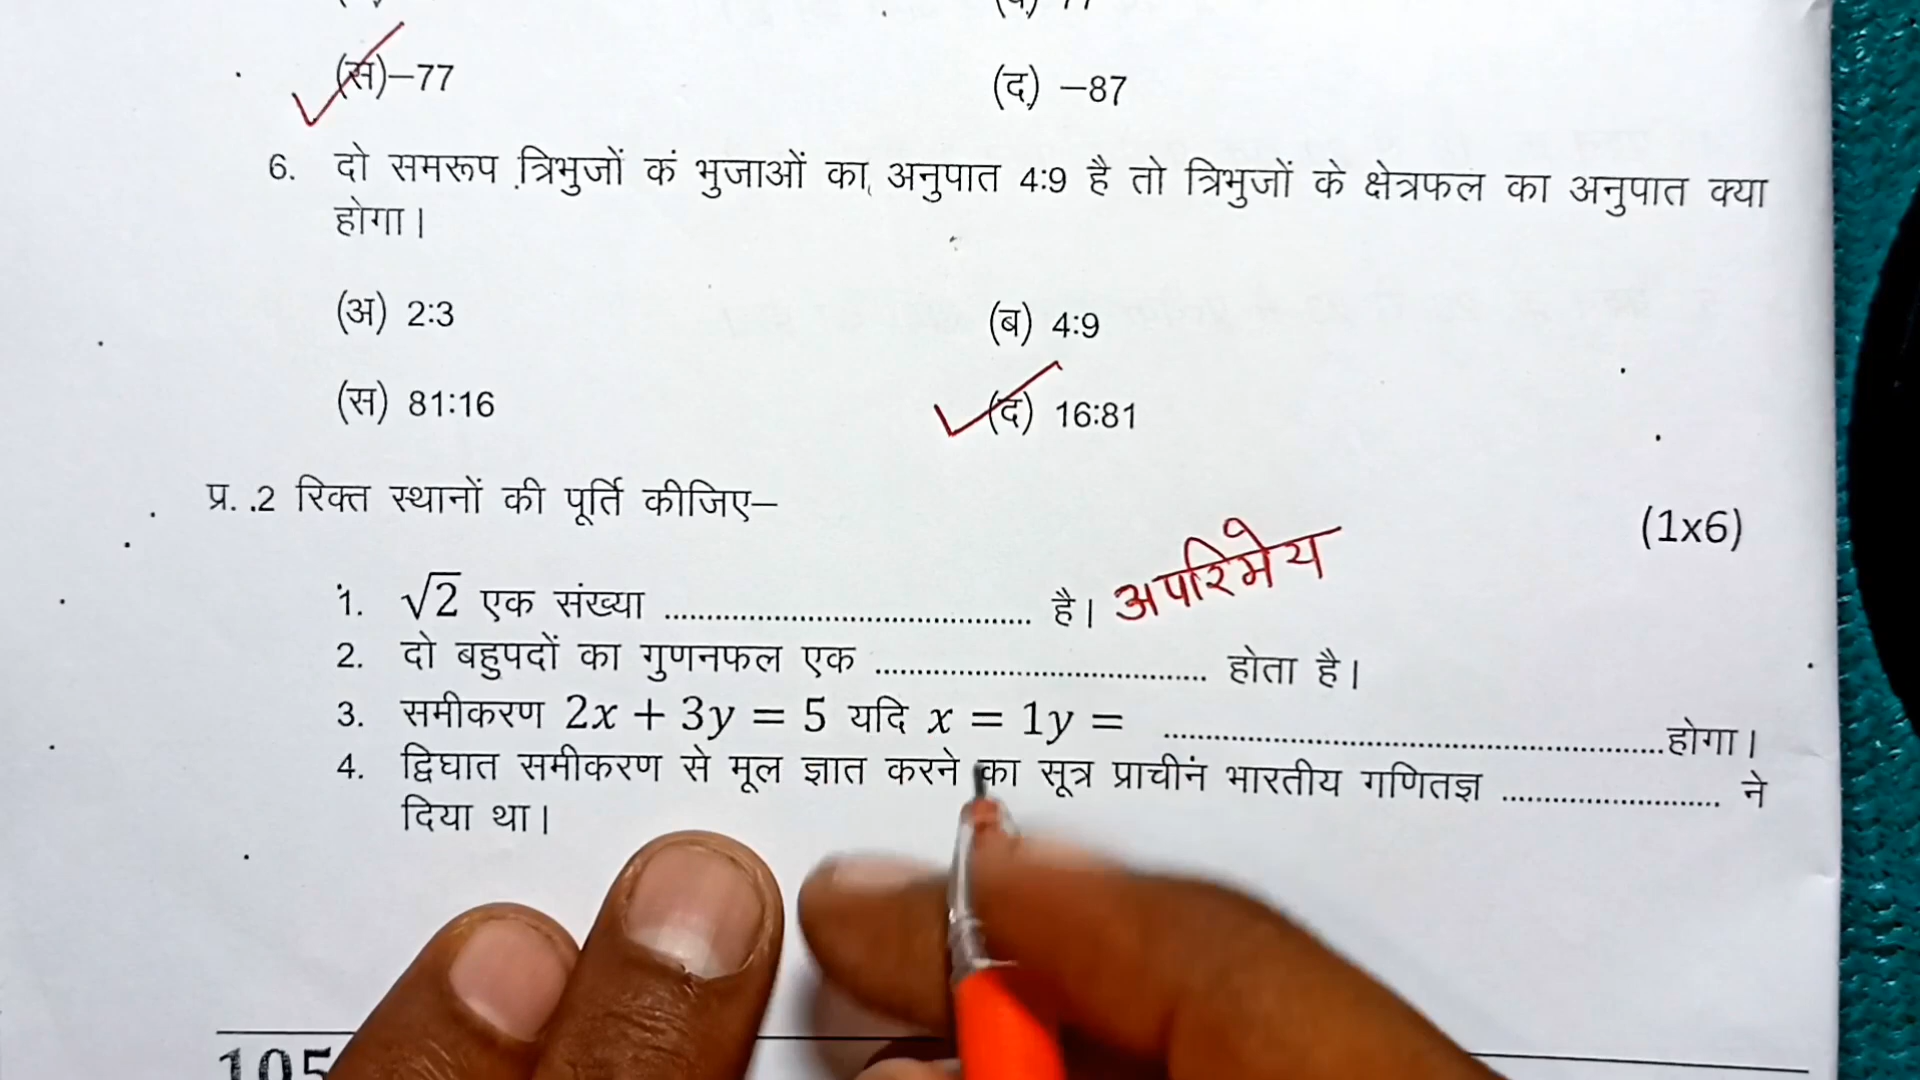 (स)–77 (द) –87
6. दो समरूप त्रिभुजों कं भुजाओं का अनुपात 4:9 है तो त्रिभुजों के क्षेत्रफल का अनुपात क्या
होगा।
(अ) 2:3 (ब) 4:9
(स) 81:16 (द) 16:81
प्र. .2 रिक्त स्थानों की पूर्ति कीजिए– (1x6)
1. √2 एक संख्या ............................................ है। अपरिमेय
2. दो बहुपदों का गुणनफल एक ........................................ होता है।
3. समीकरण 2x + 3y = 5 यदि x = 1y = ............................................................होगा।
4. द्विघात समीकरण से मूल ज्ञात करने का सूत्र प्राचीनं भारतीय गणितज्ञ .......................... ने
दिया था।
105